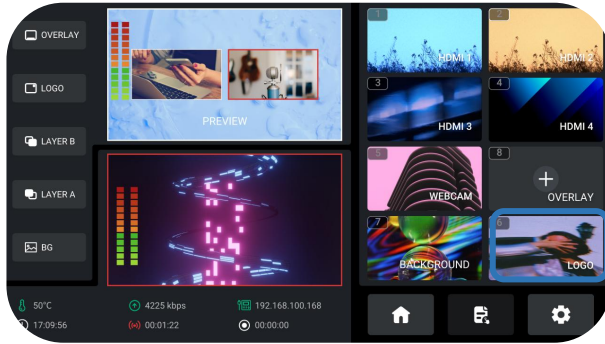 OVERLAY
LOGO
LAYER B
LAYER A
BG
PREVIEW
50°C
4225 kbps
192.168.100.168
17:09:56
00:01:22
00:00:00
1
HDMI 1
2
HDMI 2
3
HDMI 3
4
HDMI 4
5
WEBCAM
8
OVERLAY
7
BACKGROUND
6
LOGO